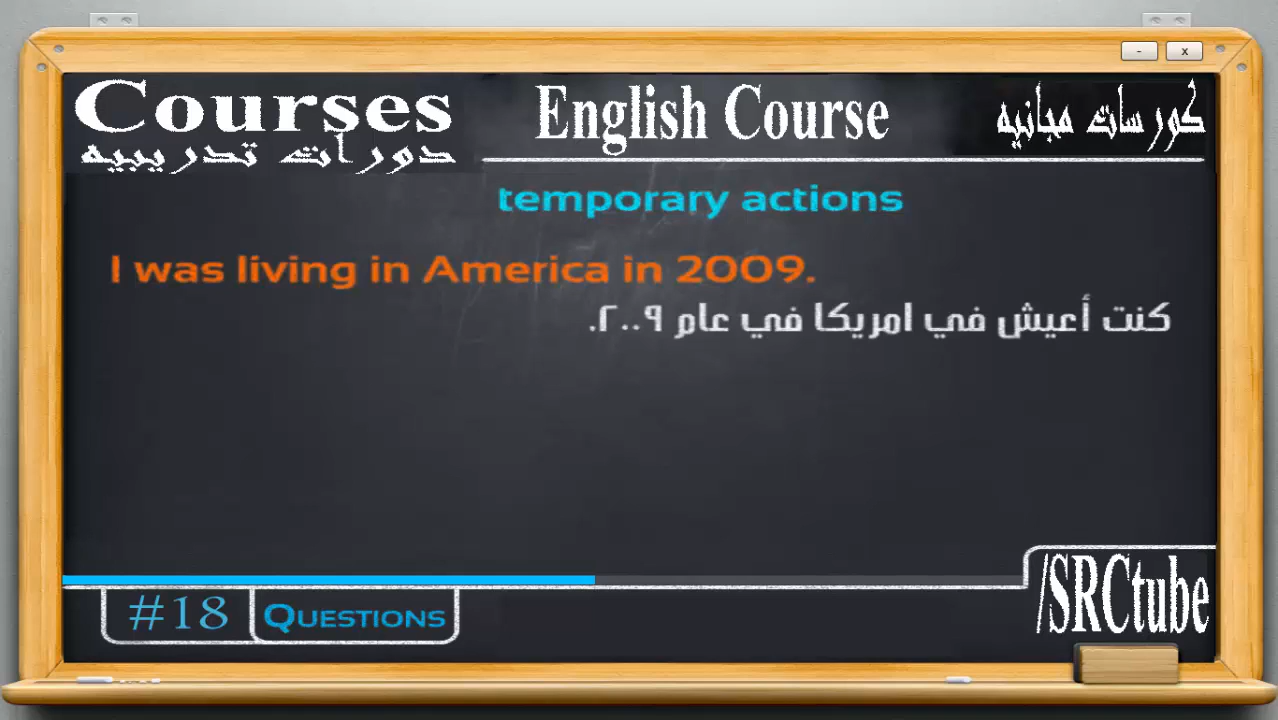 Courses
English Course
كورسات مجانيه
دورات تدريبيه
temporary actions
I was living in America in 2009.
كنت أعيش في امريكا في عام ٢٠٠٩.
#18
QUESTIONS
/SRCtube
- x